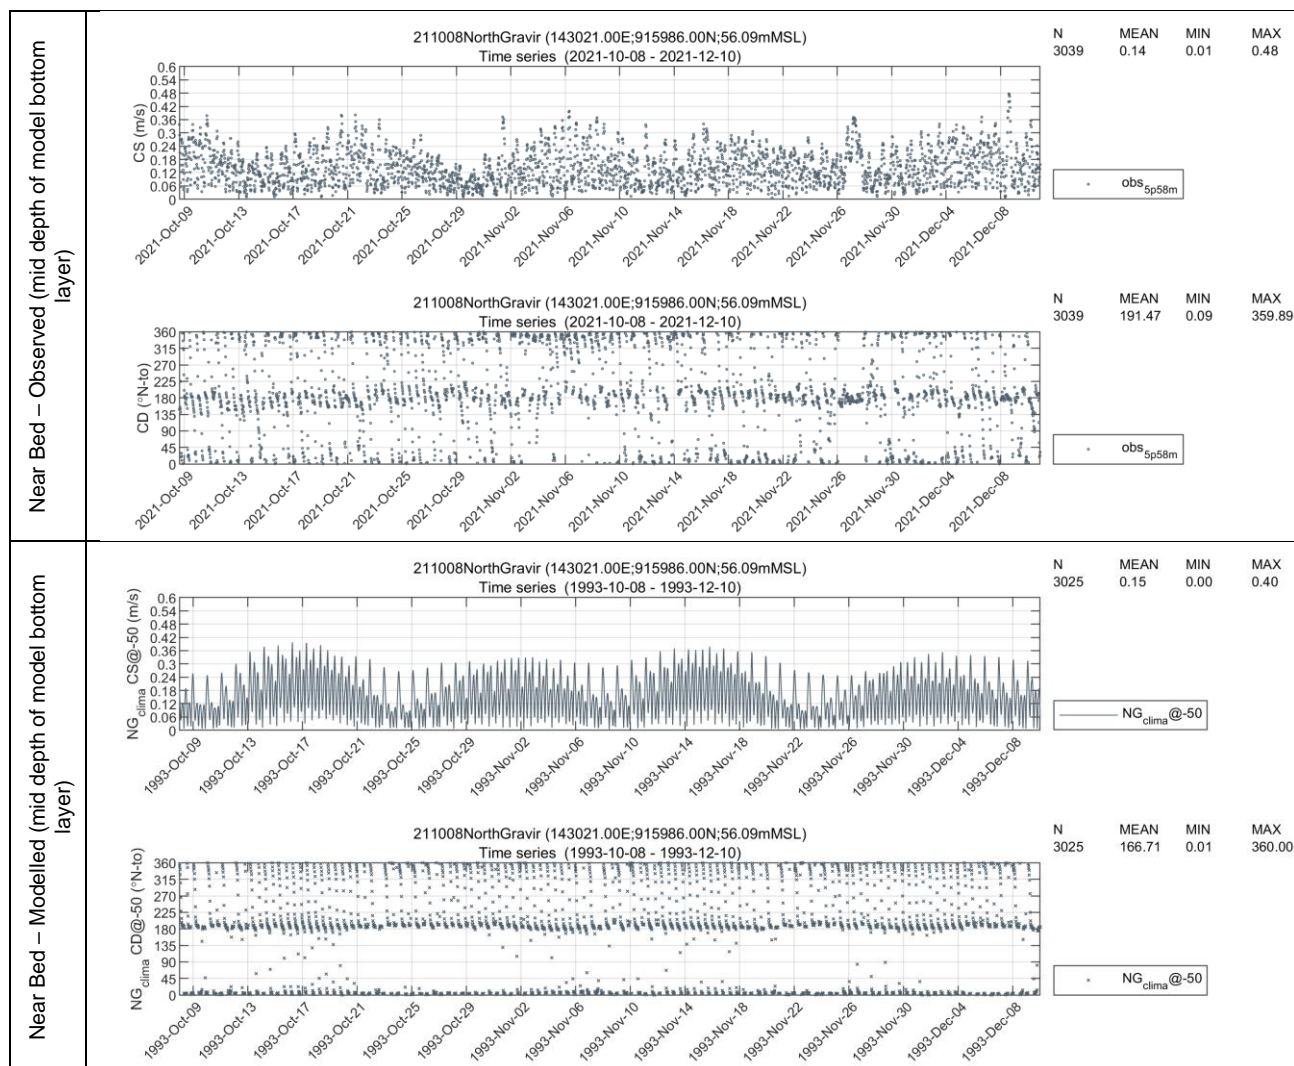 Near Bed – Observed (mid depth of model bottom
layer)
211008NorthGravir (143021.00E;915986.00N;56.09mMSL)
Time series (2021-10-08 - 2021-12-10)
N MEAN MIN MAX
3039 0.14 0.01 0.48
CS (m/s)
0.6
0.54
0.48
0.42
0.36
0.3
0.24
0.18
0.12
0.06
0
2021-Oct-09 2021-Oct-13 2021-Oct-17 2021-Oct-21 2021-Oct-25 2021-Oct-29 2021-Nov-02 2021-Nov-06 2021-Nov-10 2021-Nov-14 2021-Nov-18 2021-Nov-22 2021-Nov-26 2021-Nov-30 2021-Dec-04 2021-Dec-08
obs5p58m
211008NorthGravir (143021.00E;915986.00N;56.09mMSL)
Time series (2021-10-08 - 2021-12-10)
N MEAN MIN MAX
3039 191.47 0.09 359.89
CD (°N-to)
360
315
270
225
180
135
90
45
0
2021-Oct-09 2021-Oct-13 2021-Oct-17 2021-Oct-21 2021-Oct-25 2021-Oct-29 2021-Nov-02 2021-Nov-06 2021-Nov-10 2021-Nov-14 2021-Nov-18 2021-Nov-22 2021-Nov-26 2021-Nov-30 2021-Dec-04 2021-Dec-08
obs5p58m
Near Bed – Modelled (mid depth of model bottom
layer)
211008NorthGravir (143021.00E;915986.00N;56.09mMSL)
Time series (1993-10-08 - 1993-12-10)
N MEAN MIN MAX
3025 0.15 0.00 0.40
NGclima CS@-50 (m/s)
0.6
0.54
0.48
0.42
0.36
0.3
0.24
0.18
0.12
0.06
0
1993-Oct-09 1993-Oct-13 1993-Oct-17 1993-Oct-21 1993-Oct-25 1993-Oct-29 1993-Nov-02 1993-Nov-06 1993-Nov-10 1993-Nov-14 1993-Nov-18 1993-Nov-22 1993-Nov-26 1993-Nov-30 1993-Dec-04 1993-Dec-08
NGclima@-50
211008NorthGravir (143021.00E;915986.00N;56.09mMSL)
Time series (1993-10-08 - 1993-12-10)
N MEAN MIN MAX
3025 166.71 0.01 360.00
NGclima CD@-50 (°N-to)
360
315
270
225
180
135
90
45
0
1993-Oct-09 1993-Oct-13 1993-Oct-17 1993-Oct-21 1993-Oct-25 1993-Oct-29 1993-Nov-02 1993-Nov-06 1993-Nov-10 1993-Nov-14 1993-Nov-18 1993-Nov-22 1993-Nov-26 1993-Nov-30 1993-Dec-04 1993-Dec-08
NGclima@-50